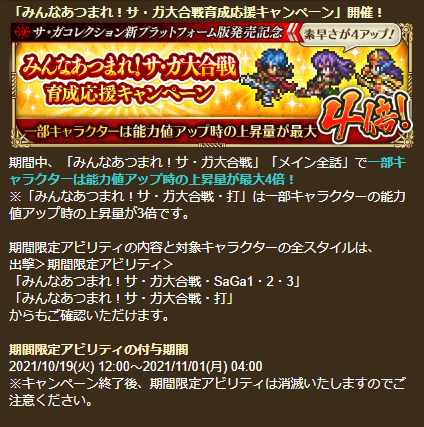 「みんなあつまれ！サ・ガ大合戦育成応援キャンペーン」開催！
サ・ガコレクション新プラットフォーム版発売記念
素早さが4アップ！
みんなあつまれ！サ・ガ大合戦
育成応援キャンペーン
4倍！
一部キャラクターは能力値アップ時の上昇量が最大
期間中、「みんなあつまれ！サ・ガ大合戦」「メイン全話」で一部キ
ャラクターは能力値アップ時の上昇量が最大4倍！
※「みんなあつまれ！サ・ガ大合戦・打」は一部キャラクターの能力
値アップ時の上昇量が3倍です。
期間限定アビリティの内容と対象キャラクターの全スタイルは、
出撃＞期間限定アビリティ＞
「みんなあつまれ！サ・ガ大合戦・SaGa1・2・3」
「みんなあつまれ！サ・ガ大合戦・打」
からもご確認いただけます。
期間限定アビリティの付与期間
2021/10/19(火) 12:00～2021/11/01(月) 04:00
※キャンペーン終了後、期間限定アビリティは消滅いたしますのでご
注意ください。